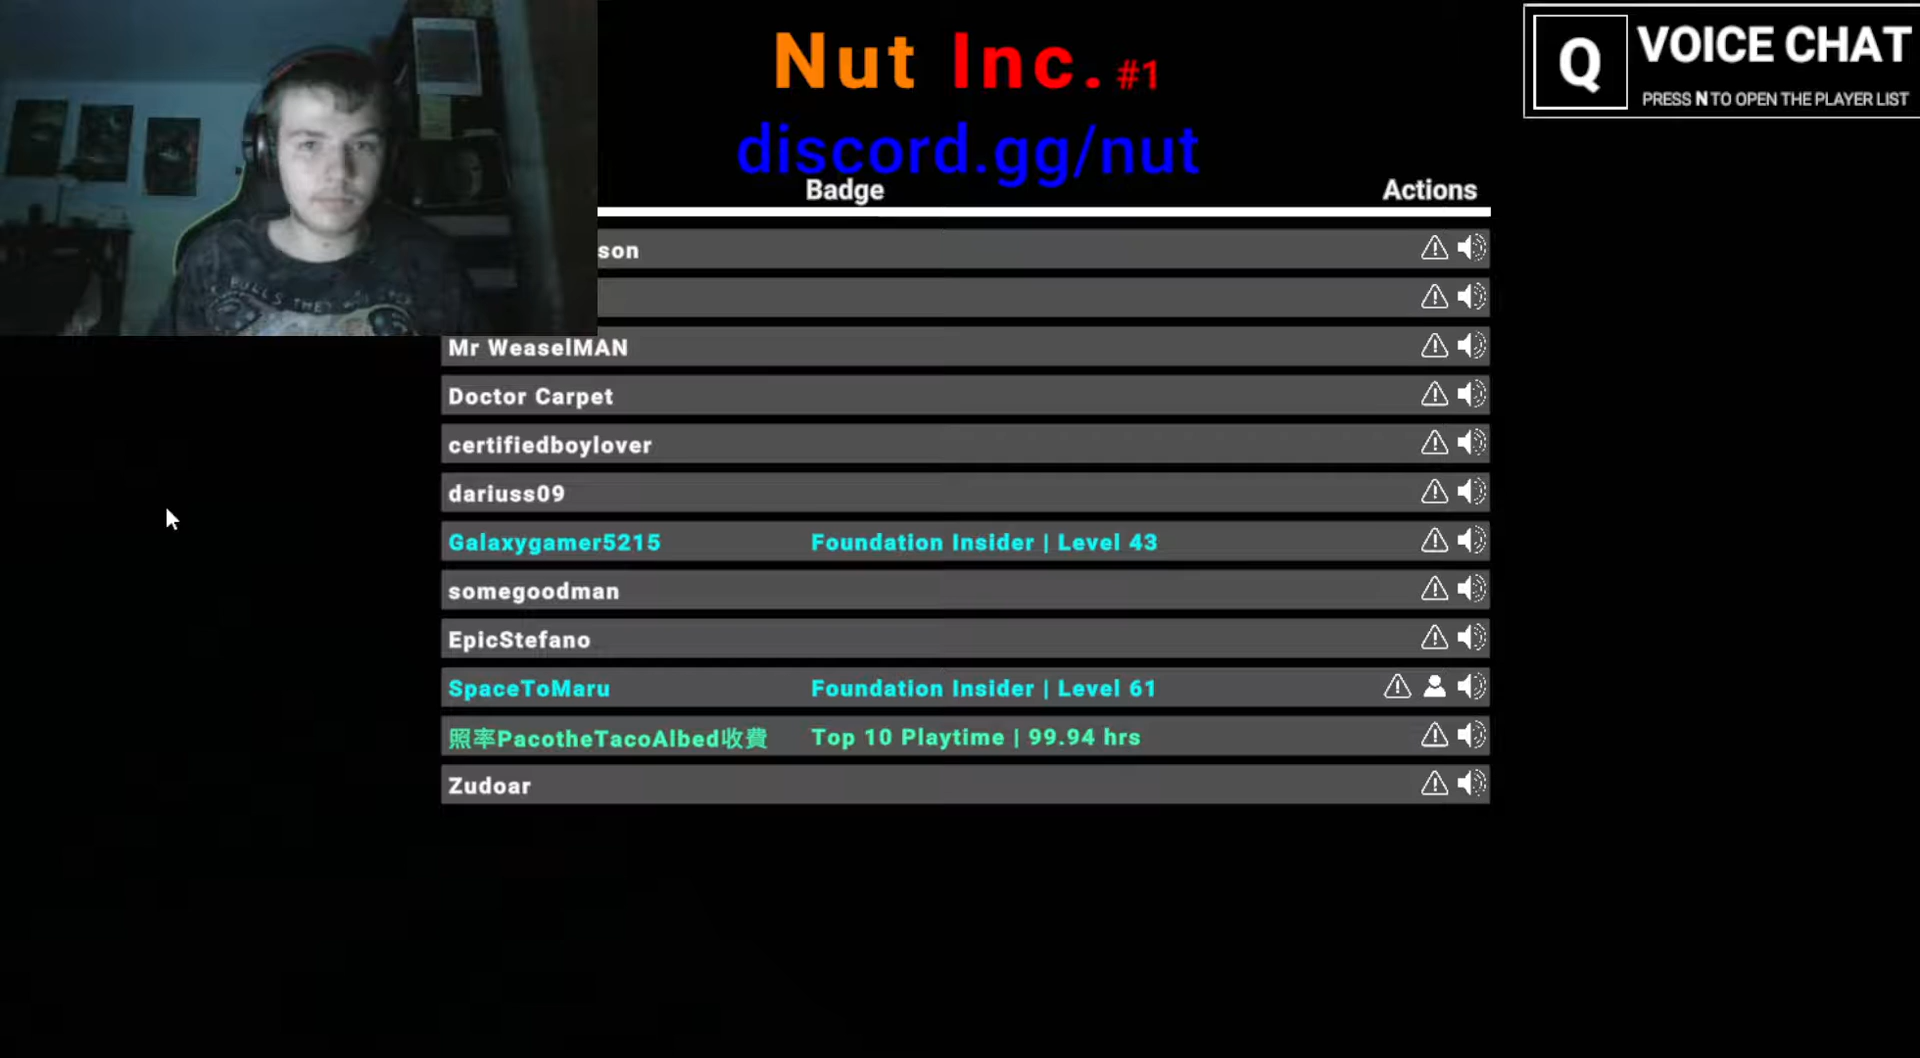 Nut Inc. #1
discord.gg/nut
Q
VOICE CHAT
PRESS N TO OPEN THE PLAYER LIST
Badge Actions
son
Mr WeaselMAN
Doctor Carpet
certifiedboylover
dariuss09
Galaxygamer5215 Foundation Insider | Level 43
somegoodman
EpicStefano
SpaceToMaru Foundation Insider | Level 61
照率PacotheTacoAlbed收費 Top 10 Playtime | 99.94 hrs
Zudoar